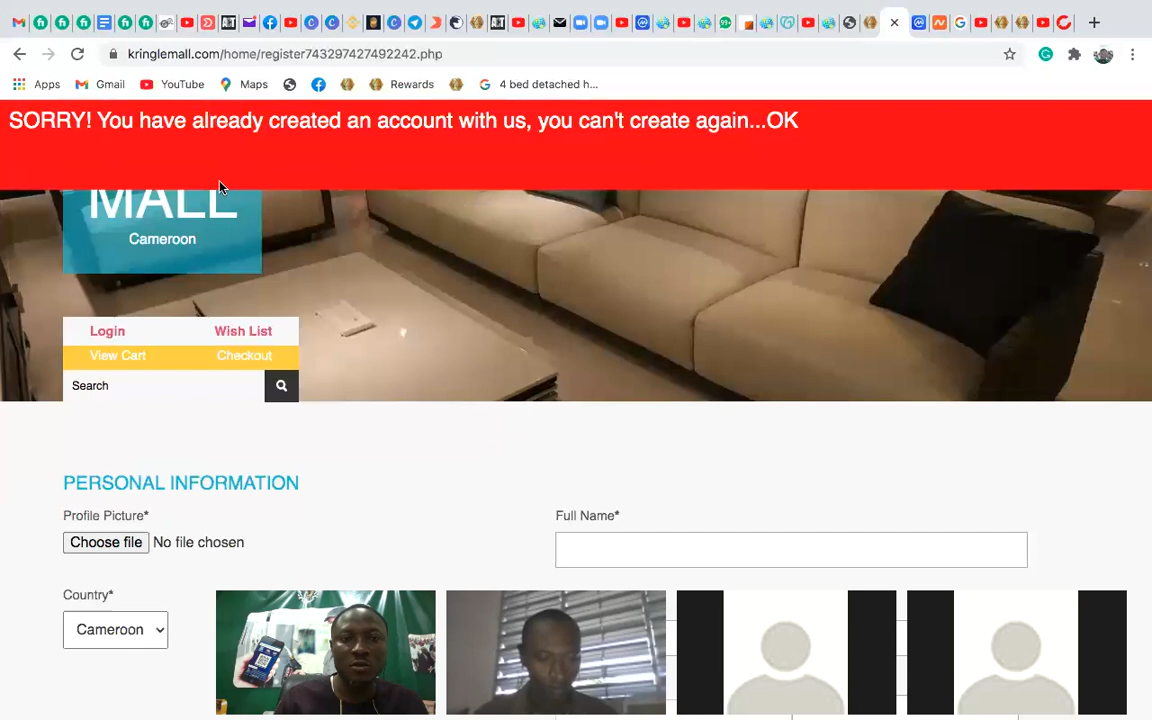 kringlemall.com/home/register743297427492242.php
Apps Gmail YouTube Maps Rewards 4 bed detached h...
SORRY! You have already created an account with us, you can't create again...OK
MALL
Cameroon
Login Wish List
View Cart Checkout
Search
PERSONAL INFORMATION
Profile Picture* Full Name*
Choose file No file chosen
Country*
Cameroon